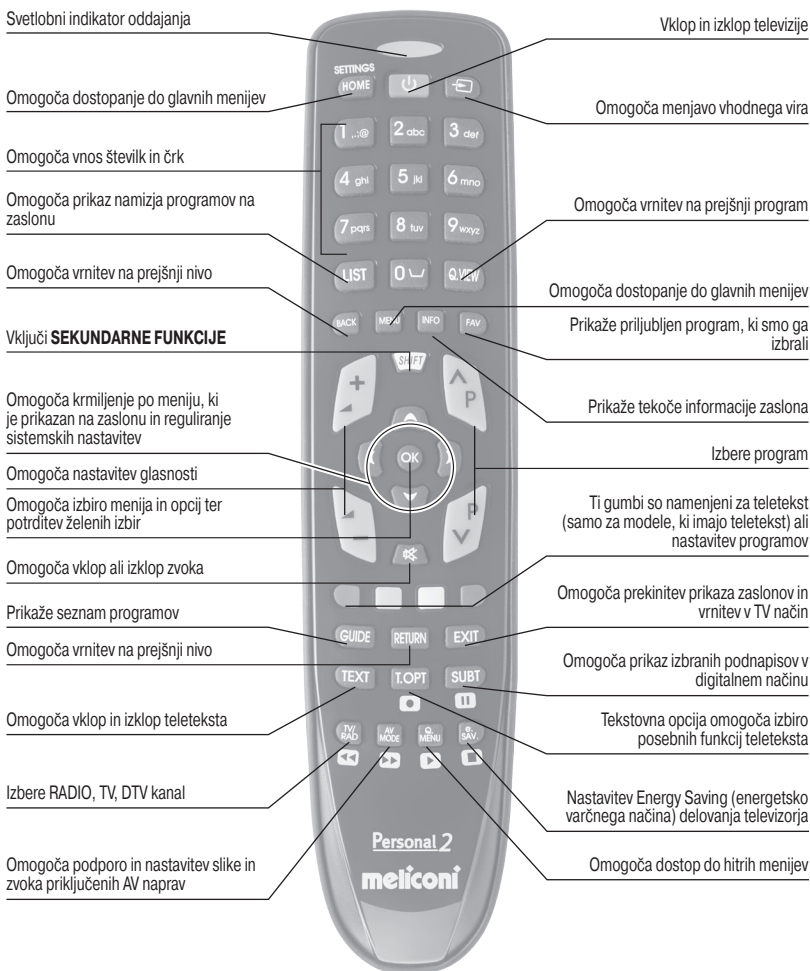 Svetlobni indikator oddajanja
Vklop in izklop televizije
SETTINGS
HOME
Omogoča dostopanje do glavnih menijev
Omogoča menjavo vhodnega vira
1 .,:@
2 abc
3 def
Omogoča vnos številk in črk
4 ghi
5 jkl
6 mno
Omogoča prikaz namizja programov na
zaslonu
7 pqrs
8 tuv
9 wxyz
Omogoča vrnitev na prejšnji program
Omogoča vrnitev na prejšnji nivo
LIST
0
Q.VIEW
Omogoča dostopanje do glavnih menijev
BACK
MENU
INFO
FAV
Prikaže priljubljen program, ki smo ga
izbrali
Vključi SEKUNDARNE FUNKCIJE
SHIFT
+
P
Omogoča krmiljenje po meniju, ki
je prikazan na zaslonu in reguliranje
sistemskih nastavitev
Prikaže tekoče informacije zaslona
Izbere program
OK
Omogoča nastavitev glasnosti
Omogoča izbiro menija in opcij ter
potrditev želenih izbir
−
P
Ti gumbi so namenjeni za teletekst
(samo za modele, ki imajo teletekst) ali
nastavitev programov
Omogoča vklop ali izklop zvoka
Omogoča prekinitev prikaza zaslonov in
vrnitev v TV način
Prikaže seznam programov
GUIDE
RETURN
EXIT
Omogoča vrnitev na prejšnji nivo
Omogoča prikaz izbranih podnapisov v
digitalnem načinu
TEXT
T.OPT
SUBT
Omogoča vklop in izklop teleteksta
Tekstovna opcija omogoča izbiro
posebnih funkcij teleteksta
TV/
RAD
AV
MODE
Q.
MENU
e.
SAV.
Izbere RADIO, TV, DTV kanal
Nastavitev Energy Saving (energetsko
varčnega načina) delovanja televizorja
Personal 2
Omogoča podporo in nastavitev slike in
zvoka priključenih AV naprav
meliconi
Omogoča dostop do hitrih menijev